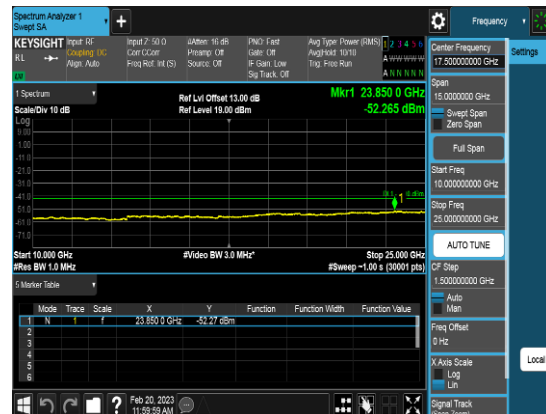 Spectrum Analyzer 1
Swept SA
Frequency
KEYSIGHT
RL
Input: RF
Coupling: DC
Align: Auto
Input Z: 50 Ω
Corr CCorr
Freq Ref: Int (S)
#Atten: 16 dB
Preamp: Off
Source: Off
PNO: Fast
Gate: Off
IF Gain: Low
Sig Track: Off
Avg Type: Power (RMS)
Avg|Hold: 10/10
Trig: Free Run
1 2 3 4 5 6
A W W W W W
A N N N N N
1 Spectrum
Scale/Div 10 dB
Log
Ref Lvl Offset 13.00 dB
Ref Level 19.00 dBm
Mkr1 23.850 0 GHz
-52.265 dBm
9.00
1.00
-11.0
-21.0
-31.0
-41.0
-51.0
-61.0
-71.0
1
Start 10.000 GHz
#Res BW 1.0 MHz
#Video BW 3.0 MHz*
Stop 25.000 GHz
#Sweep ~1.00 s (30001 pts)
5 Marker Table
Mode Trace Scale X Y Function Function Width Function Value
1 N 1 f 23.850 0 GHz -52.27 dBm
2
3
4
5
6
Feb 20, 2023
11:59:59 AM
Center Frequency
17.500000000 GHz
Settings
Span
15.0000000 GHz
Swept Span
Zero Span
Full Span
Start Freq
10.000000000 GHz
Stop Freq
25.000000000 GHz
AUTO TUNE
CF Step
1.500000000 GHz
Auto
Man
Freq Offset
0 Hz
X Axis Scale
Log
Lin
Local
Signal Track